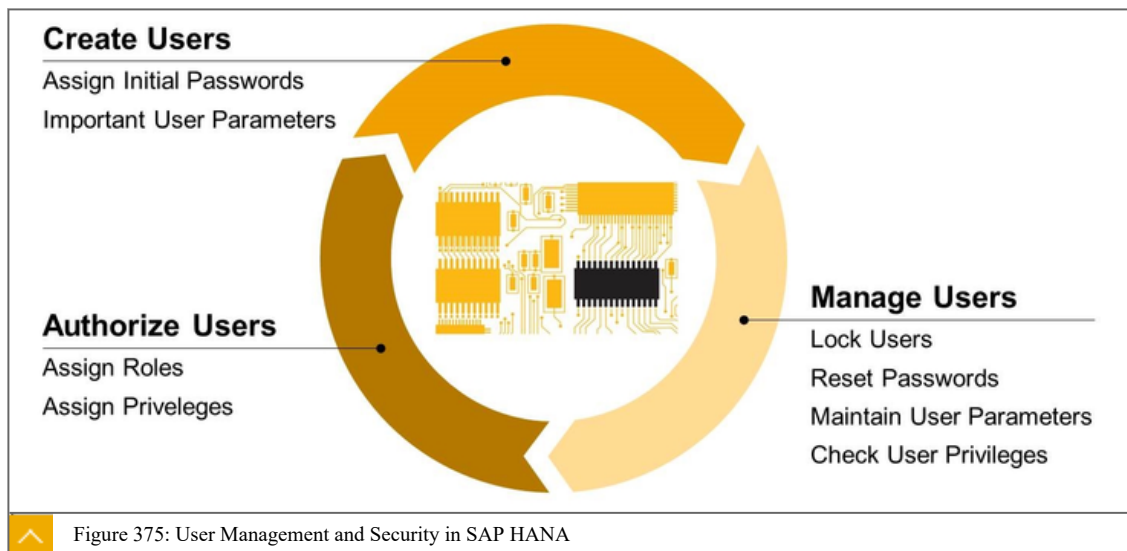 Create Users
Assign Initial Passwords
Important User Parameters
Authorize Users
Assign Roles
Assign Priveleges
Manage Users
Lock Users
Reset Passwords
Maintain User Parameters
Check User Privileges
Figure 375: User Management and Security in SAP HANA